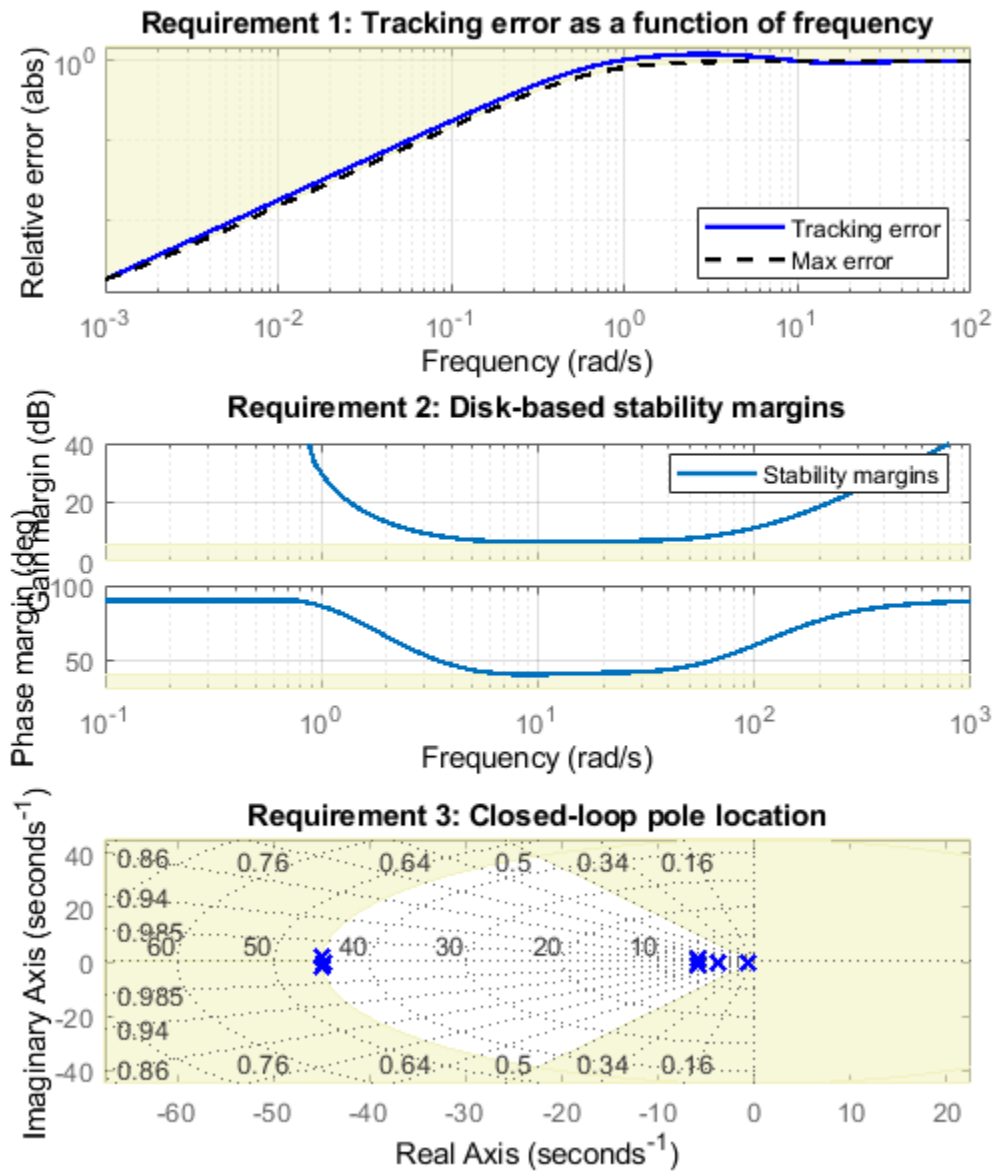 Requirement 1: Tracking error as a function of frequency
Relative error (abs)
10^0
Tracking error
Max error
10^-3 10^-2 10^-1 10^0 10^1 10^2
Frequency (rad/s)
Requirement 2: Disk-based stability margins
Gain margin (dB)
40
20
0
Stability margins
Phase margin (deg)
100
50
10^-1 10^0 10^1 10^2 10^3
Frequency (rad/s)
Requirement 3: Closed-loop pole location
Imaginary Axis (seconds^-1)
40
20
0
-20
-40
0.86 0.76 0.64 0.5 0.34 0.16
0.94
0.985
60 50 40 30 20 10
0.985
0.94
0.86 0.76 0.64 0.5 0.34 0.16
-60 -50 -40 -30 -20 -10 0 10 20
Real Axis (seconds^-1)